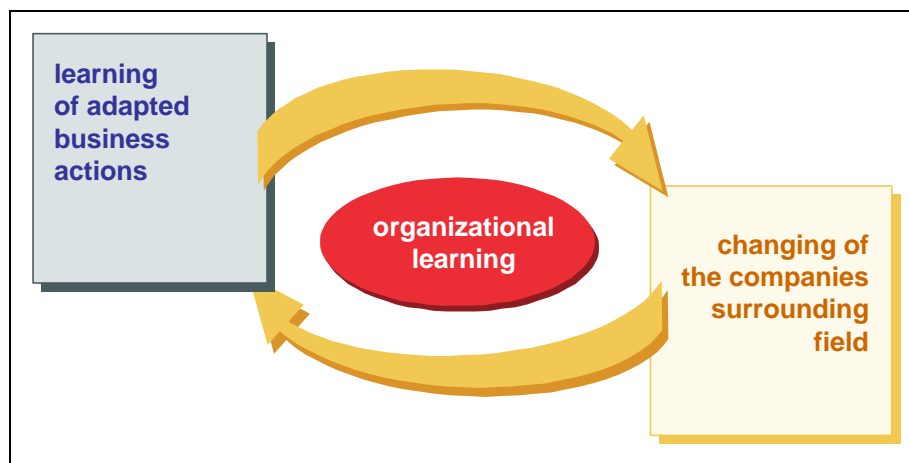 learning
of adapted
business
actions
organizational
learning
changing of
the companies
surrounding
field